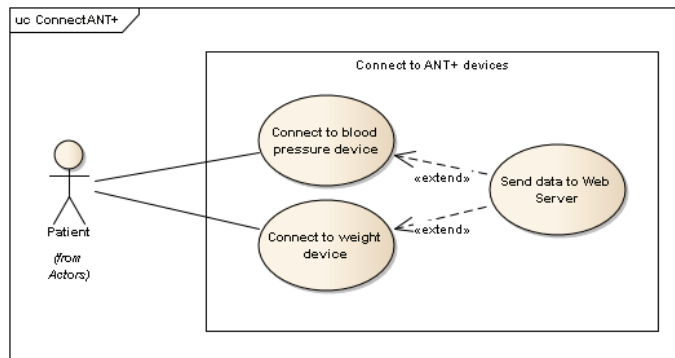 uc ConnectANT+
Connect to ANT+ devices
Connect to blood
pressure device
«extend»
Send data to Web
Server
«extend»
Connect to weight
device
Patient
(from
Actors)